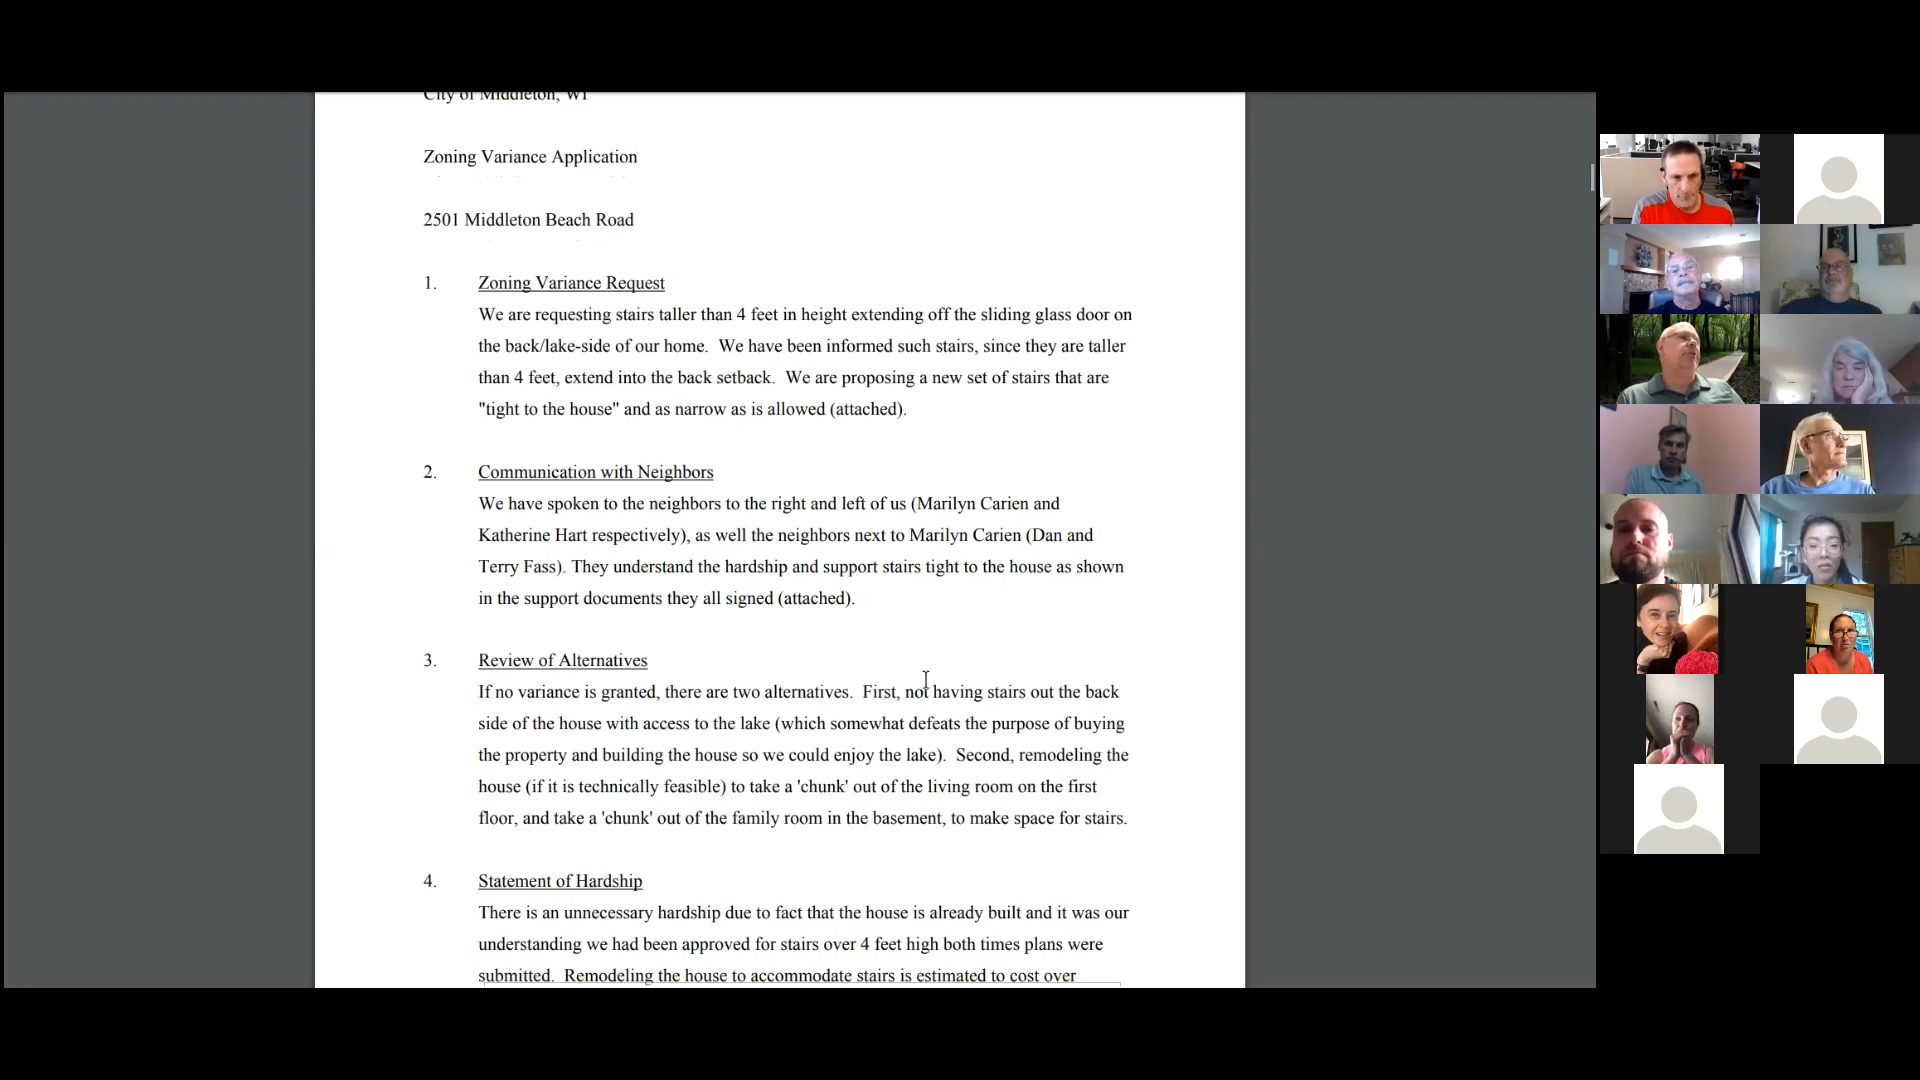 City of Middleton, WI
Zoning Variance Application
2501 Middleton Beach Road
1. Zoning Variance Request
We are requesting stairs taller than 4 feet in height extending off the sliding glass door on
the back/lake-side of our home. We have been informed such stairs, since they are taller
than 4 feet, extend into the back setback. We are proposing a new set of stairs that are
"tight to the house" and as narrow as is allowed (attached).
2. Communication with Neighbors
We have spoken to the neighbors to the right and left of us (Marilyn Carien and
Katherine Hart respectively), as well the neighbors next to Marilyn Carien (Dan and
Terry Fass). They understand the hardship and support stairs tight to the house as shown
in the support documents they all signed (attached).
3. Review of Alternatives
If no variance is granted, there are two alternatives. First, not having stairs out the back
side of the house with access to the lake (which somewhat defeats the purpose of buying
the property and building the house so we could enjoy the lake). Second, remodeling the
house (if it is technically feasible) to take a 'chunk' out of the living room on the first
floor, and take a 'chunk' out of the family room in the basement, to make space for stairs.
4. Statement of Hardship
There is an unnecessary hardship due to fact that the house is already built and it was our
understanding we had been approved for stairs over 4 feet high both times plans were
submitted. Remodeling the house to accommodate stairs is estimated to cost over